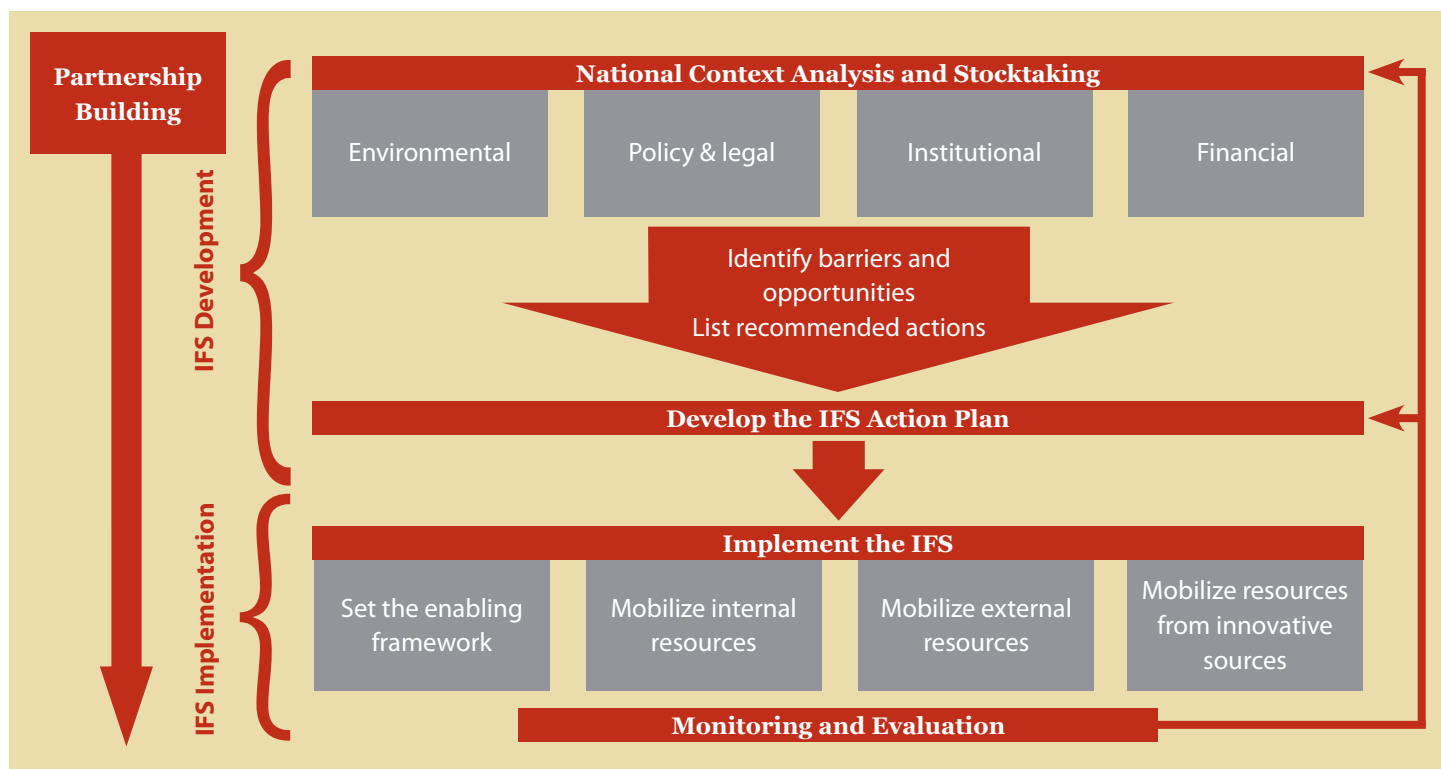 Partnership
Building
IFS Development
National Context Analysis and Stocktaking
Environmental
Policy & legal
Institutional
Financial
Identify barriers and
opportunities
List recommended actions
Develop the IFS Action Plan
IFS Implementation
Implement the IFS
Set the enabling
framework
Mobilize internal
resources
Mobilize external
resources
Mobilize resources
from innovative
sources
Monitoring and Evaluation